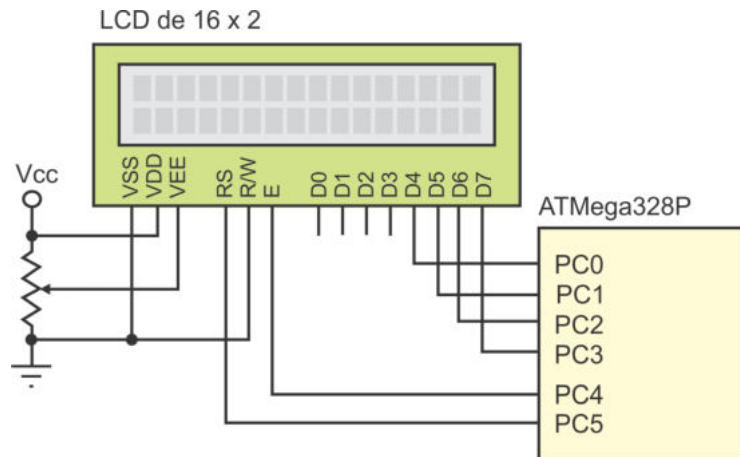 LCD de 16 x 2
VSS
VDD
VEE
RS
R/W
E
D0
D1
D2
D3
D4
D5
D6
D7
Vcc
ATMega328P
PC0
PC1
PC2
PC3
PC4
PC5